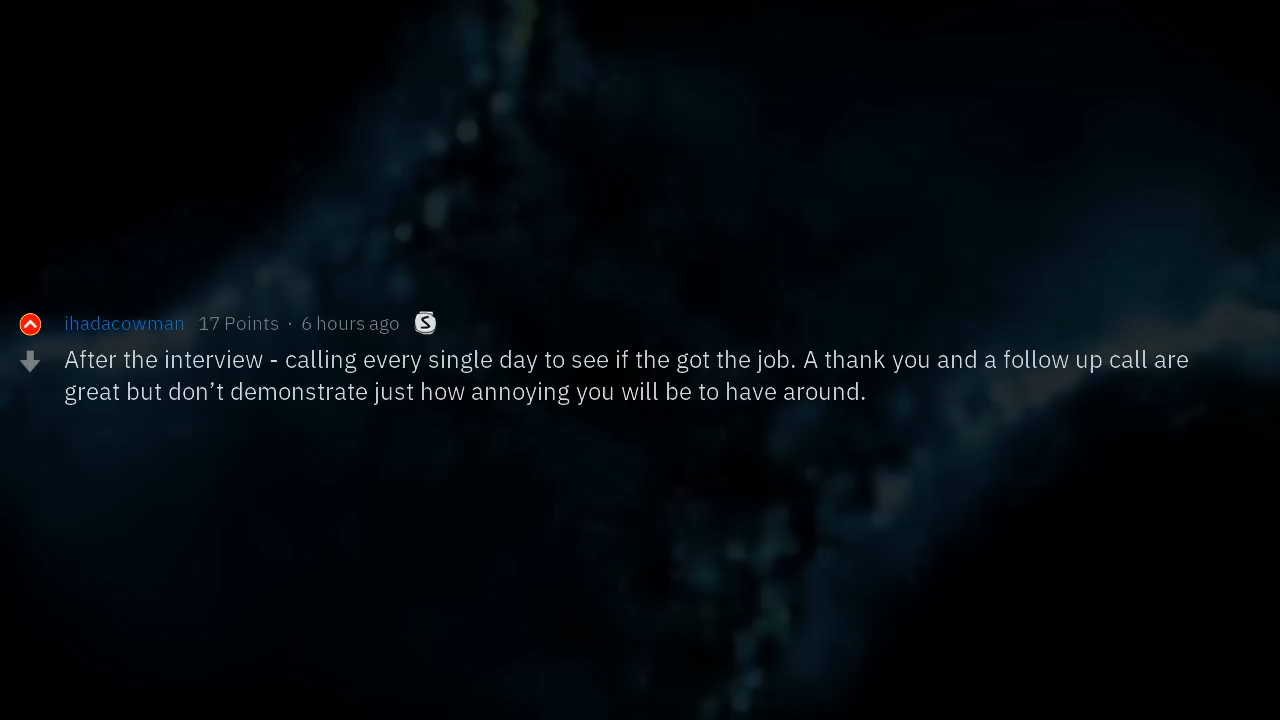 ihadacowman 17 Points · 6 hours ago S
After the interview - calling every single day to see if the got the job. A thank you and a follow up call are
great but don’t demonstrate just how annoying you will be to have around.